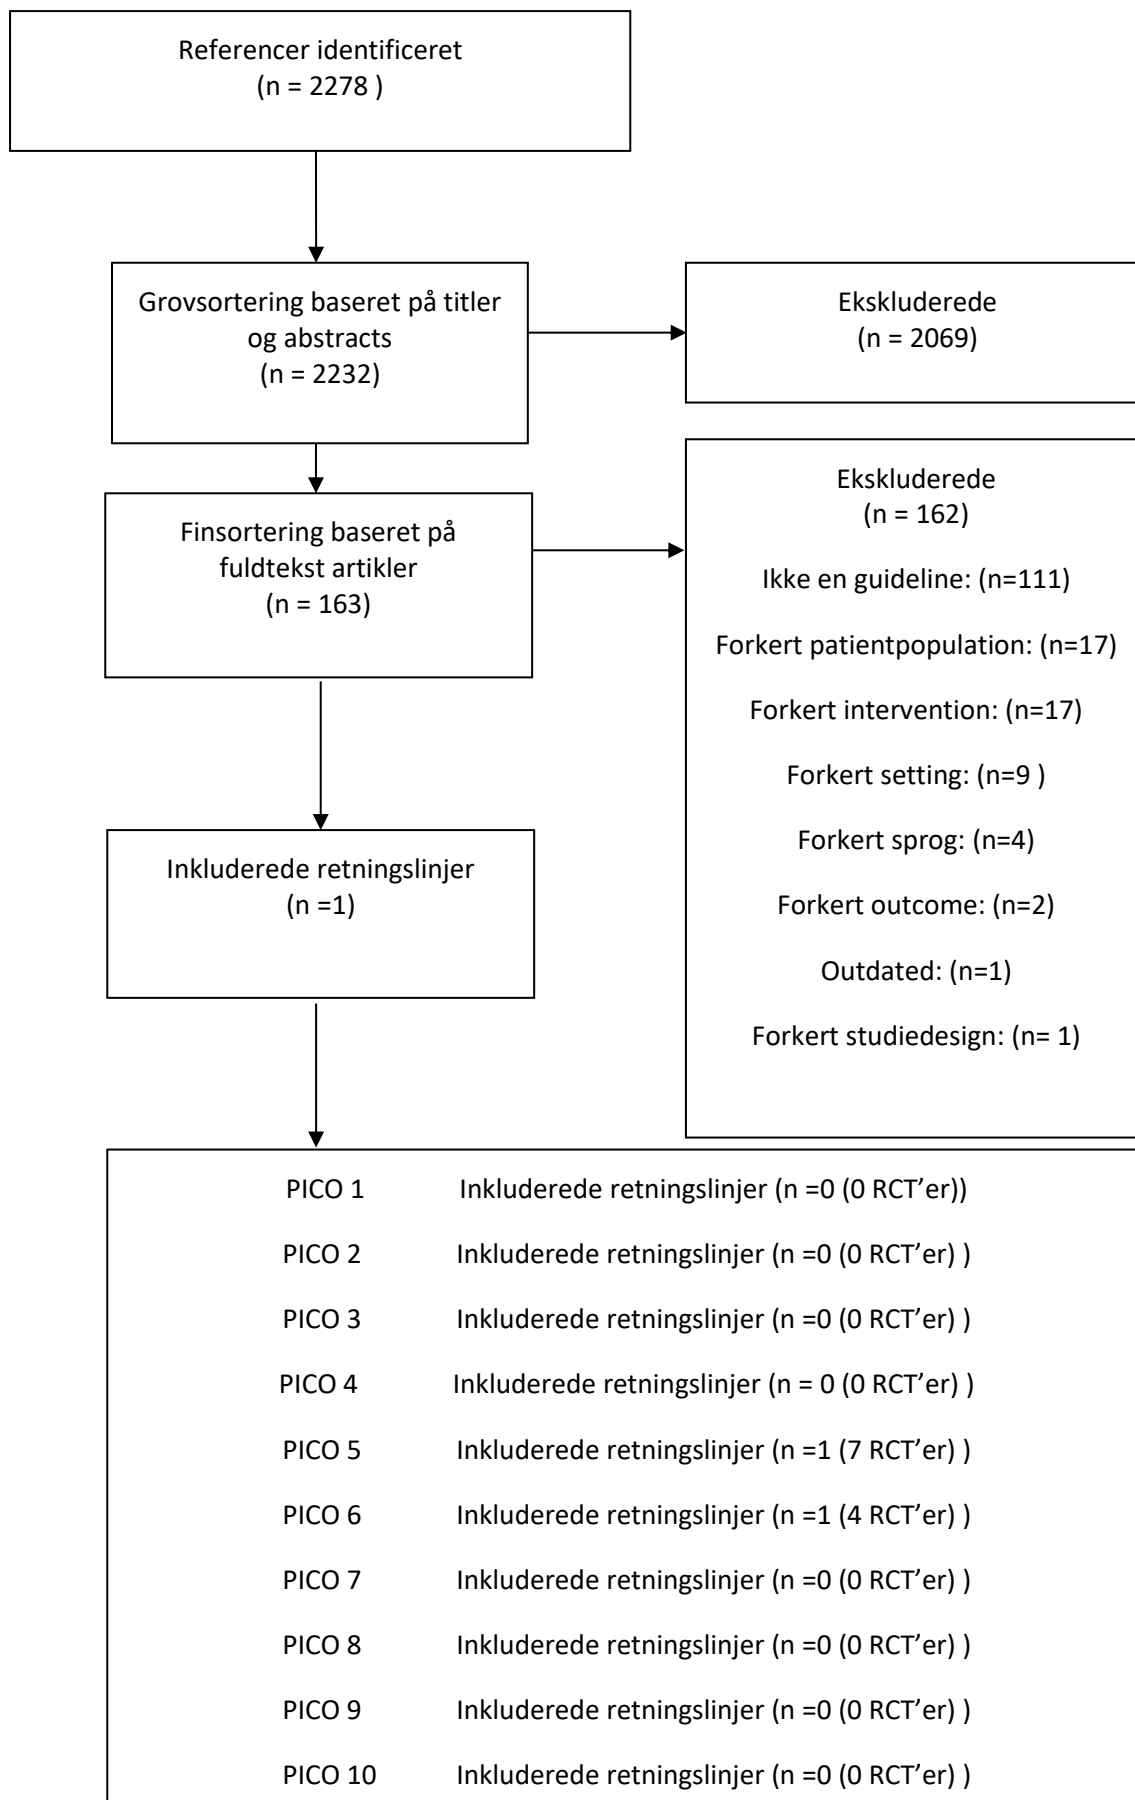 Referencer identificeret
(n = 2278 )
Grovsortering baseret på titler
og abstracts
(n = 2232)
Ekskluderede
(n = 2069)
Finsortering baseret på
fuldtekst artikler
(n = 163)
Ekskluderede
(n = 162)
Ikke en guideline: (n=111)
Forkert patientpopulation: (n=17)
Forkert intervention: (n=17)
Forkert setting: (n=9 )
Forkert sprog: (n=4)
Forkert outcome: (n=2)
Outdated: (n=1)
Forkert studiedesign: (n= 1)
Inkluderede retningslinjer
(n =1)
PICO 1 Inkluderede retningslinjer (n =0 (0 RCT’er))
PICO 2 Inkluderede retningslinjer (n =0 (0 RCT’er) )
PICO 3 Inkluderede retningslinjer (n =0 (0 RCT’er) )
PICO 4 Inkluderede retningslinjer (n = 0 (0 RCT’er) )
PICO 5 Inkluderede retningslinjer (n =1 (7 RCT’er) )
PICO 6 Inkluderede retningslinjer (n =1 (4 RCT’er) )
PICO 7 Inkluderede retningslinjer (n =0 (0 RCT’er) )
PICO 8 Inkluderede retningslinjer (n =0 (0 RCT’er) )
PICO 9 Inkluderede retningslinjer (n =0 (0 RCT’er) )
PICO 10 Inkluderede retningslinjer (n =0 (0 RCT’er) )